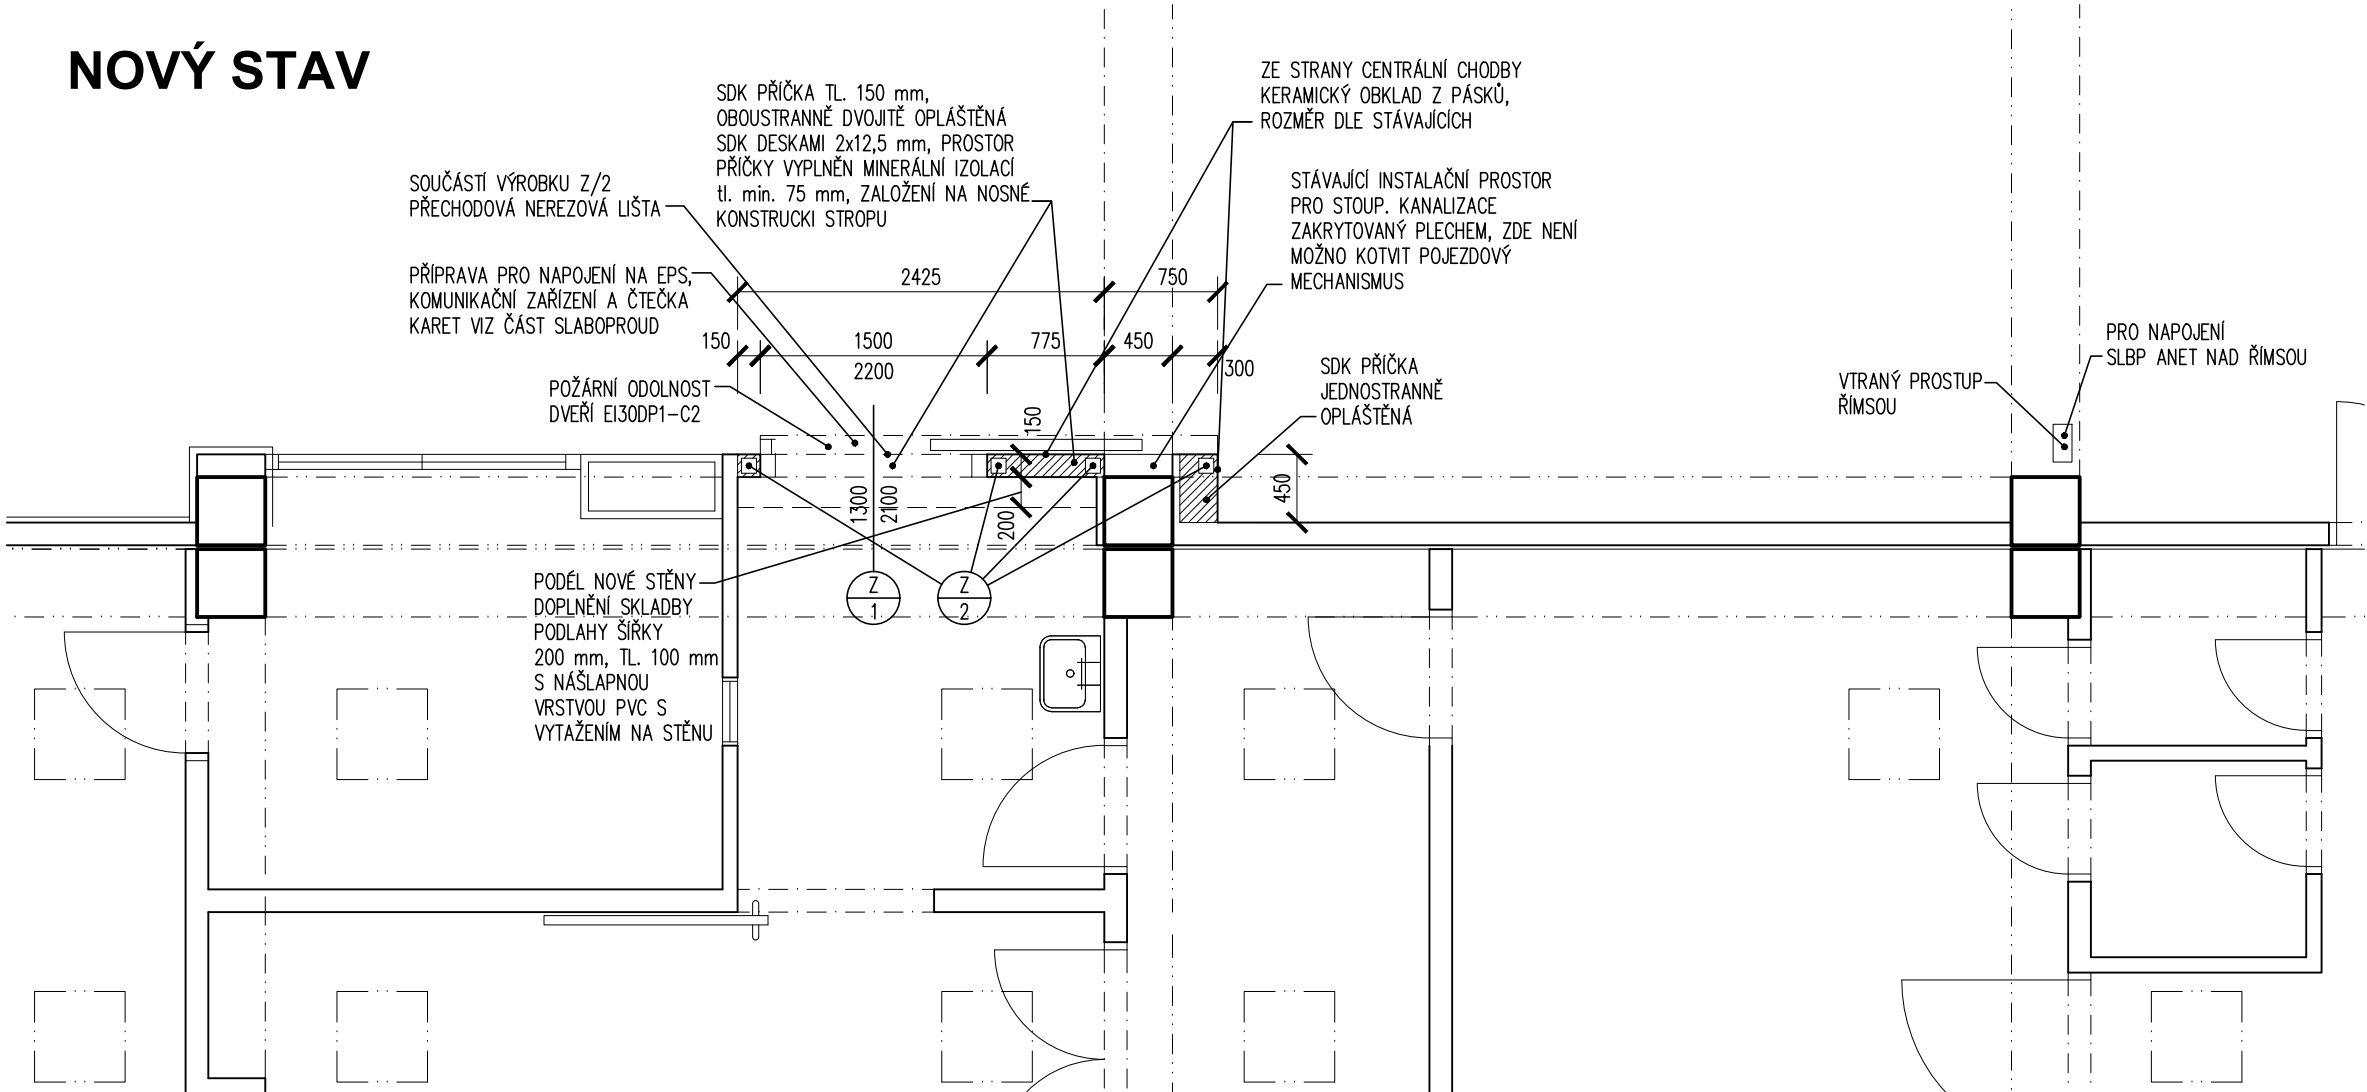 NOVÝ STAV
SDK PŘÍČKA TL. 150 mm,
OBOUSTRANNĚ DVOJITĚ OPLÁŠTĚNÁ
SDK DESKAMI 2x12,5 mm, PROSTOR
PŘÍČKY VYPLNĚN MINERÁLNÍ IZOLACÍ
tl. min. 75 mm, ZALOŽENÍ NA NOSNÉ
KONSTRUCKI STROPU
ZE STRANY CENTRÁLNÍ CHODBY
KERAMICKÝ OBKLAD Z PÁSKŮ,
ROZMĚR DLE STÁVAJÍCÍCH
SOUČÁSTÍ VÝROBKU Z/2
PŘECHODOVÁ NEREZOVÁ LIŠTA
STÁVAJÍCÍ INSTALAČNÍ PROSTOR
PRO STOUP. KANALIZACE
ZAKRYTOVANÝ PLECHEM, ZDE NENÍ
MOŽNO KOTVIT POJEZDOVÝ
MECHANISMUS
PŘÍPRAVA PRO NAPOJENÍ NA EPS,
KOMUNIKAČNÍ ZAŘÍZENÍ A ČTEČKA
KARET VIZ ČÁST SLABOPROUD
2425
750
150
1500
2200
775
450
300
POŽÁRNÍ ODOLNOST
DVEŘÍ EI30DP1-C2
SDK PŘÍČKA
JEDNOSTRANNĚ
OPLÁŠTĚNÁ
PRO NAPOJENÍ
SLBP ANET NAD ŘÍMSOU
VTRANÝ PROSTUP
ŘÍMSOU
150
1300
2100
200
450
PODÉL NOVÉ STĚNY
DOPLNĚNÍ SKLADBY
PODLAHY ŠÍŘKY
200 mm, TL. 100 mm
S NÁŠLAPNOU
VRSTVOU PVC S
VYTAŽENÍM NA STĚNU
Z
1
Z
2